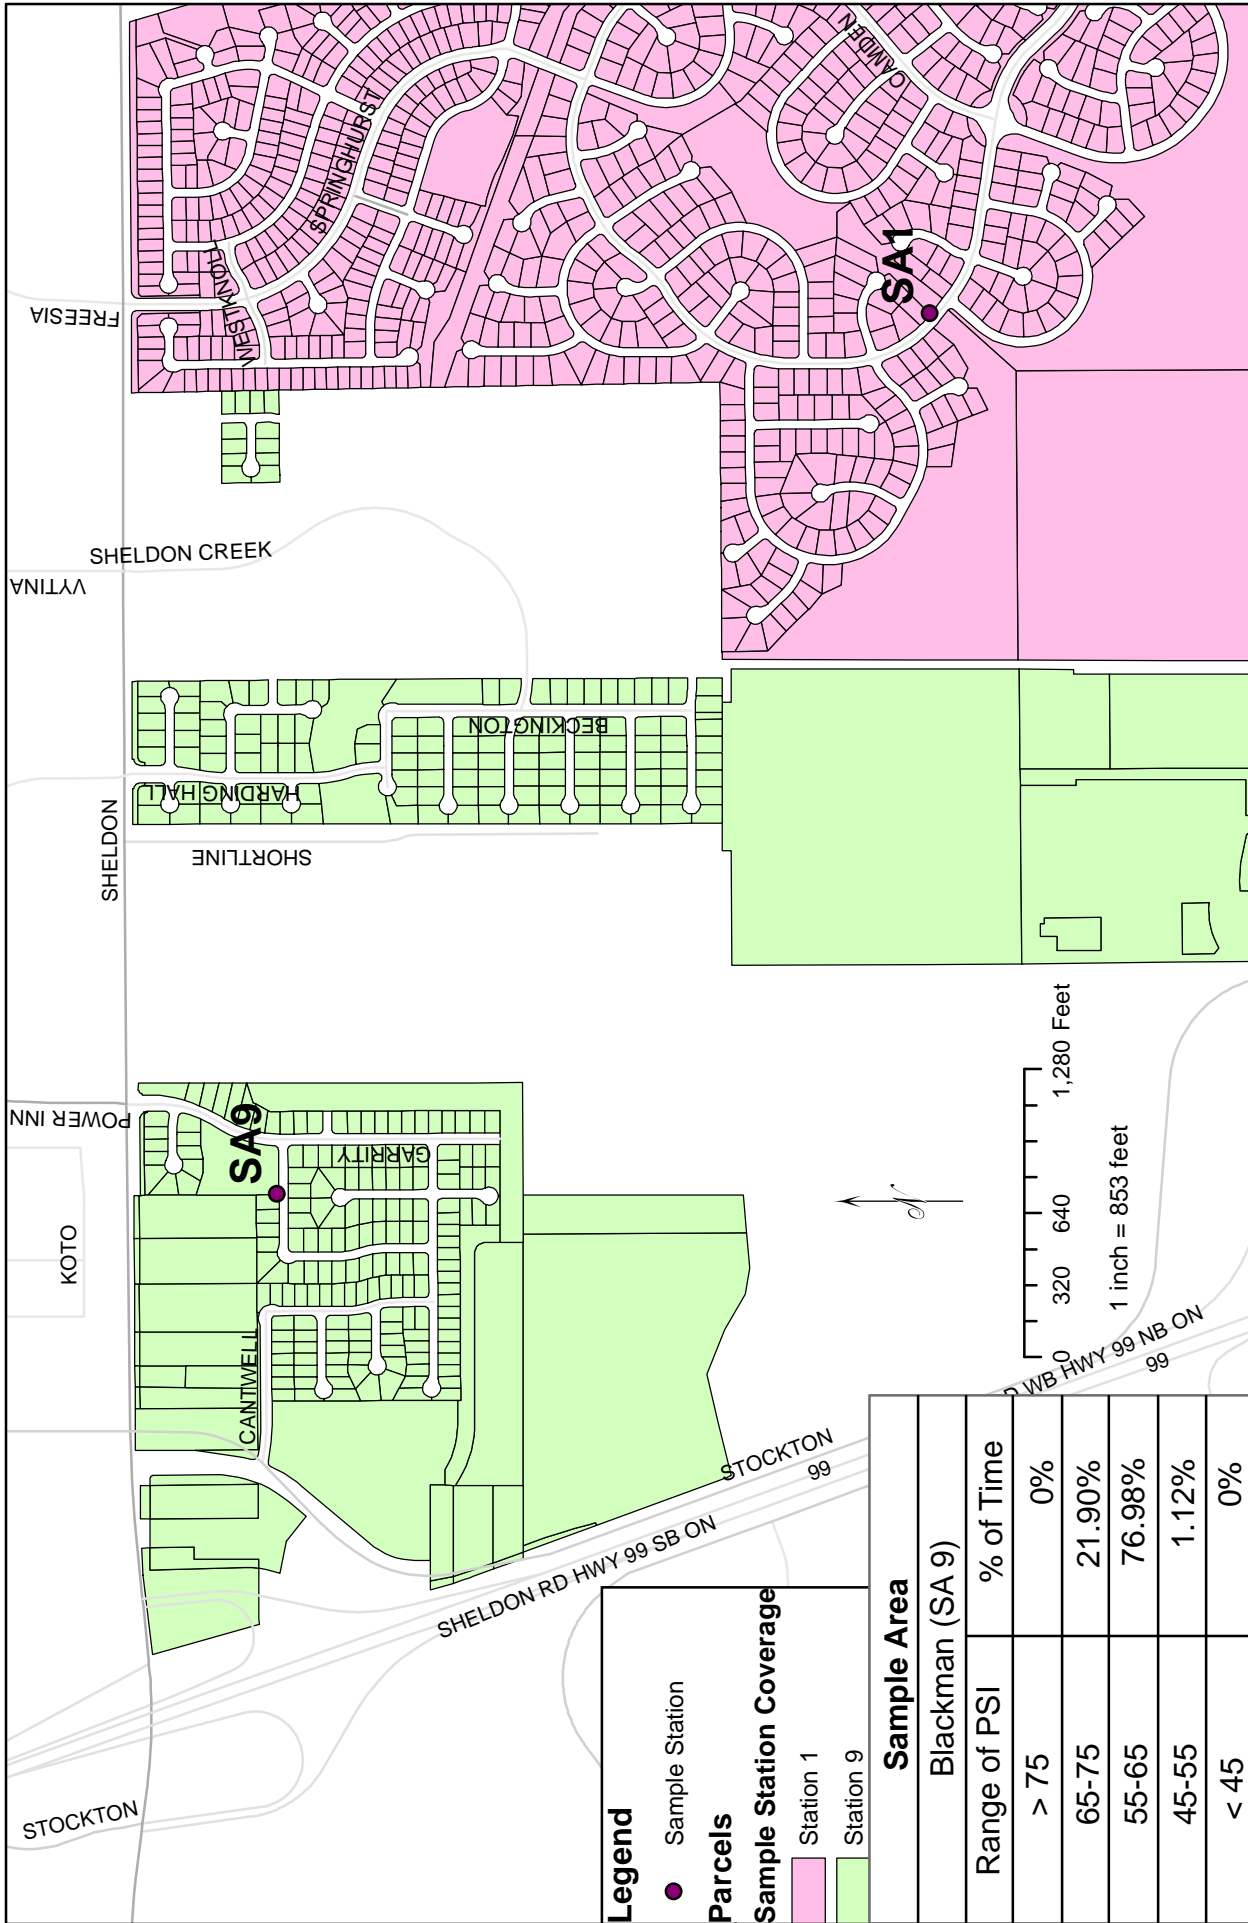 STOCKTON
KOTO
POWER INN
SHELDON
VYTINA
SHELDON CREEK
FREESIA
CANTWELL
SA9
GARRITY
SHORTLINE
HARDING HALL
BECKINGTON
WESTKNOLL
SPRINGHURST
CAMDEN
SA1
SHELDON RD HWY 99 SB ON
STOCKTON
99
D WB HWY 99 NB ON
99
N
0 320 640 1,280 Feet
1 inch = 853 feet
Legend
Sample Station
Parcels
Sample Station Coverage
Station 1
Station 9
Sample Area
Blackman (SA 9)
Range of PSI % of Time
> 75 0%
65-75 21.90%
55-65 76.98%
45-55 1.12%
< 45 0%